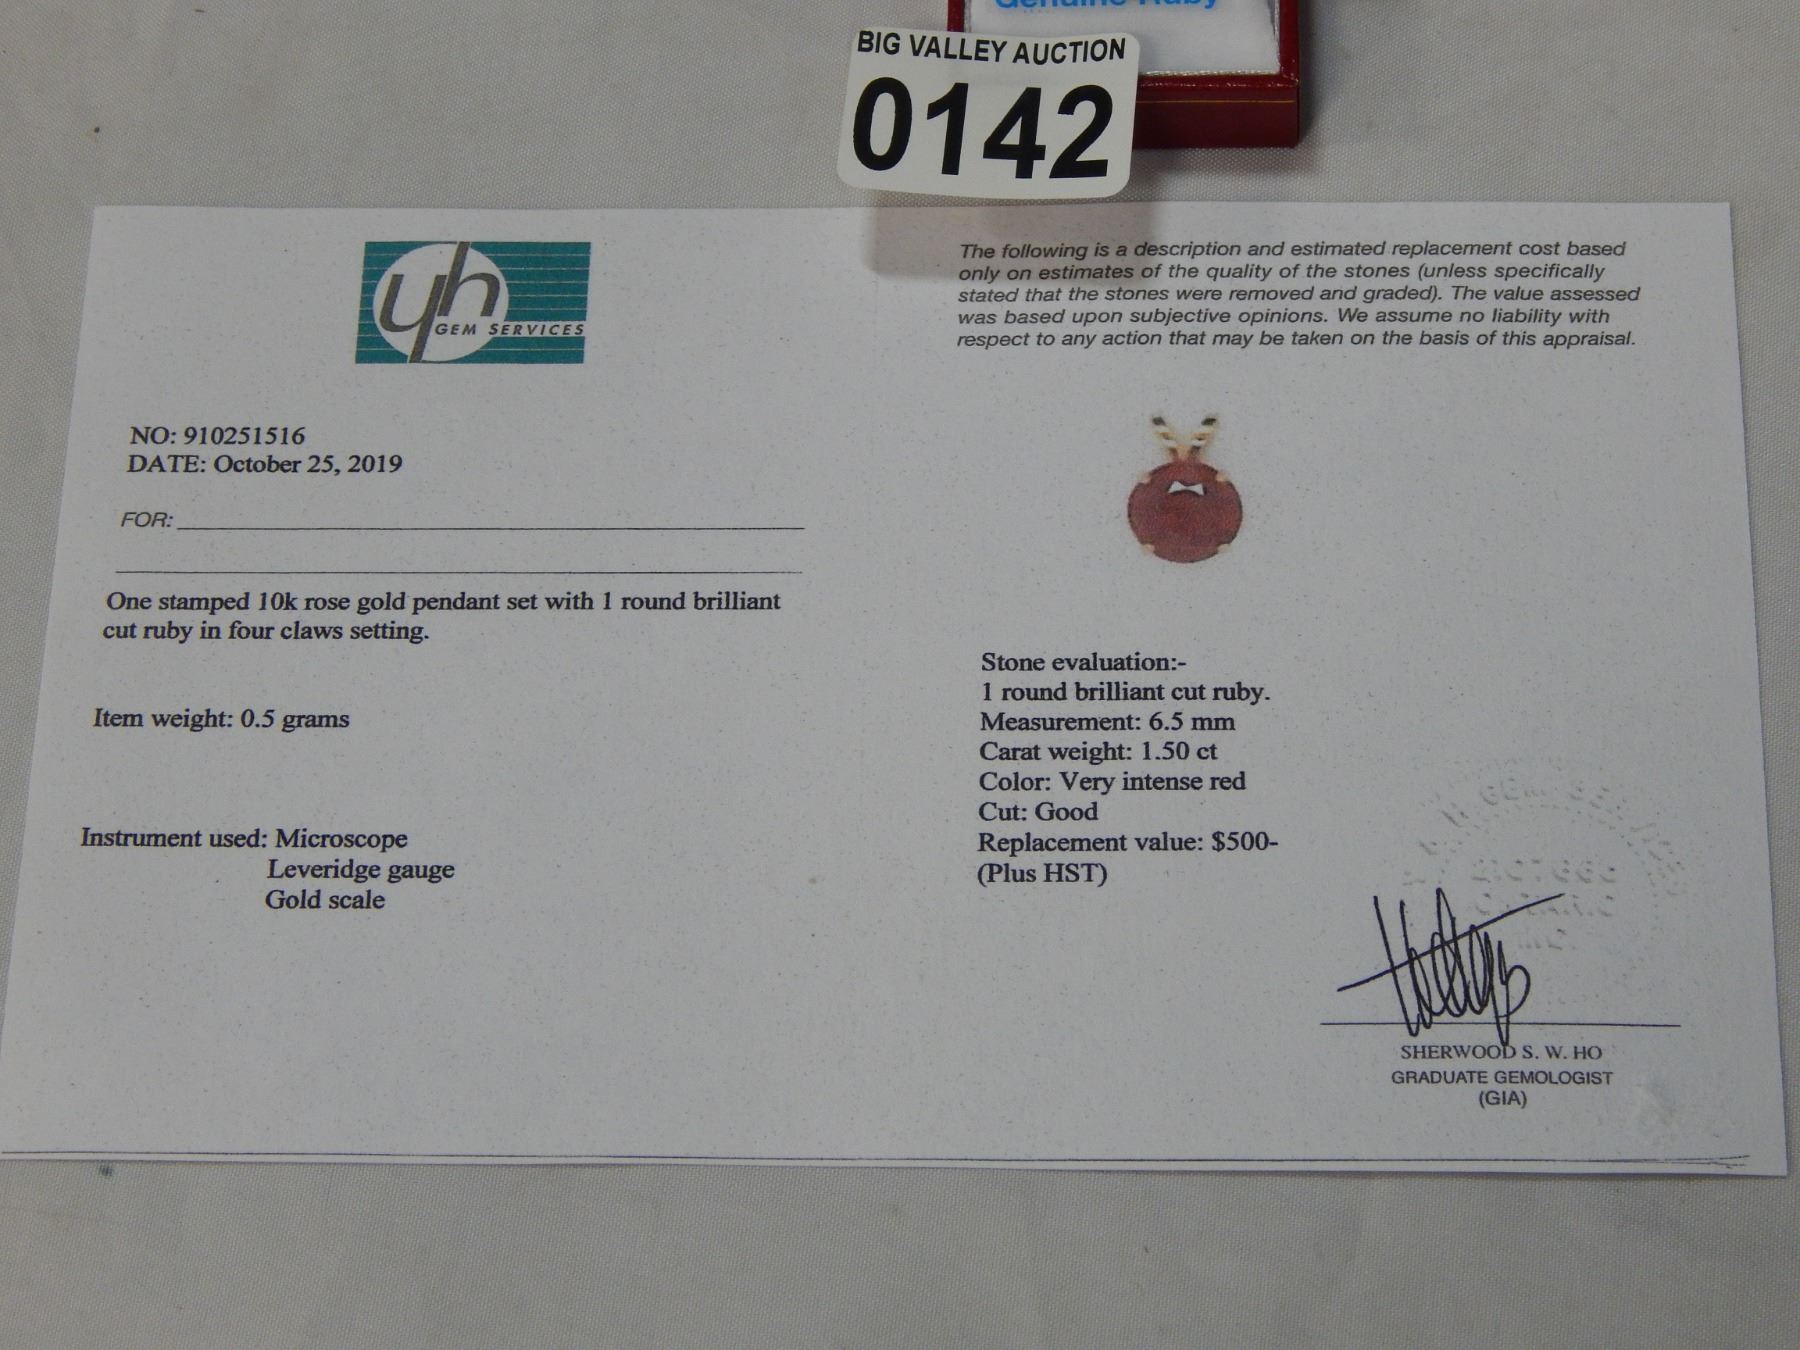 Genuine Ruby
BIG VALLEY AUCTION
0142
yh
GEM SERVICES
The following is a description and estimated replacement cost based
only on estimates of the quality of the stones (unless specifically
stated that the stones were removed and graded). The value assessed
was based upon subjective opinions. We assume no liability with
respect to any action that may be taken on the basis of this appraisal.
NO: 910251516
DATE: October 25, 2019
FOR:
One stamped 10k rose gold pendant set with 1 round brilliant
cut ruby in four claws setting.
Item weight: 0.5 grams
Instrument used: Microscope
Leveridge gauge
Gold scale
Stone evaluation:-
1 round brilliant cut ruby.
Measurement: 6.5 mm
Carat weight: 1.50 ct
Color: Very intense red
Cut: Good
Replacement value: $500-
(Plus HST)
SHERWOOD S. W. HO
GRADUATE GEMOLOGIST
(GIA)